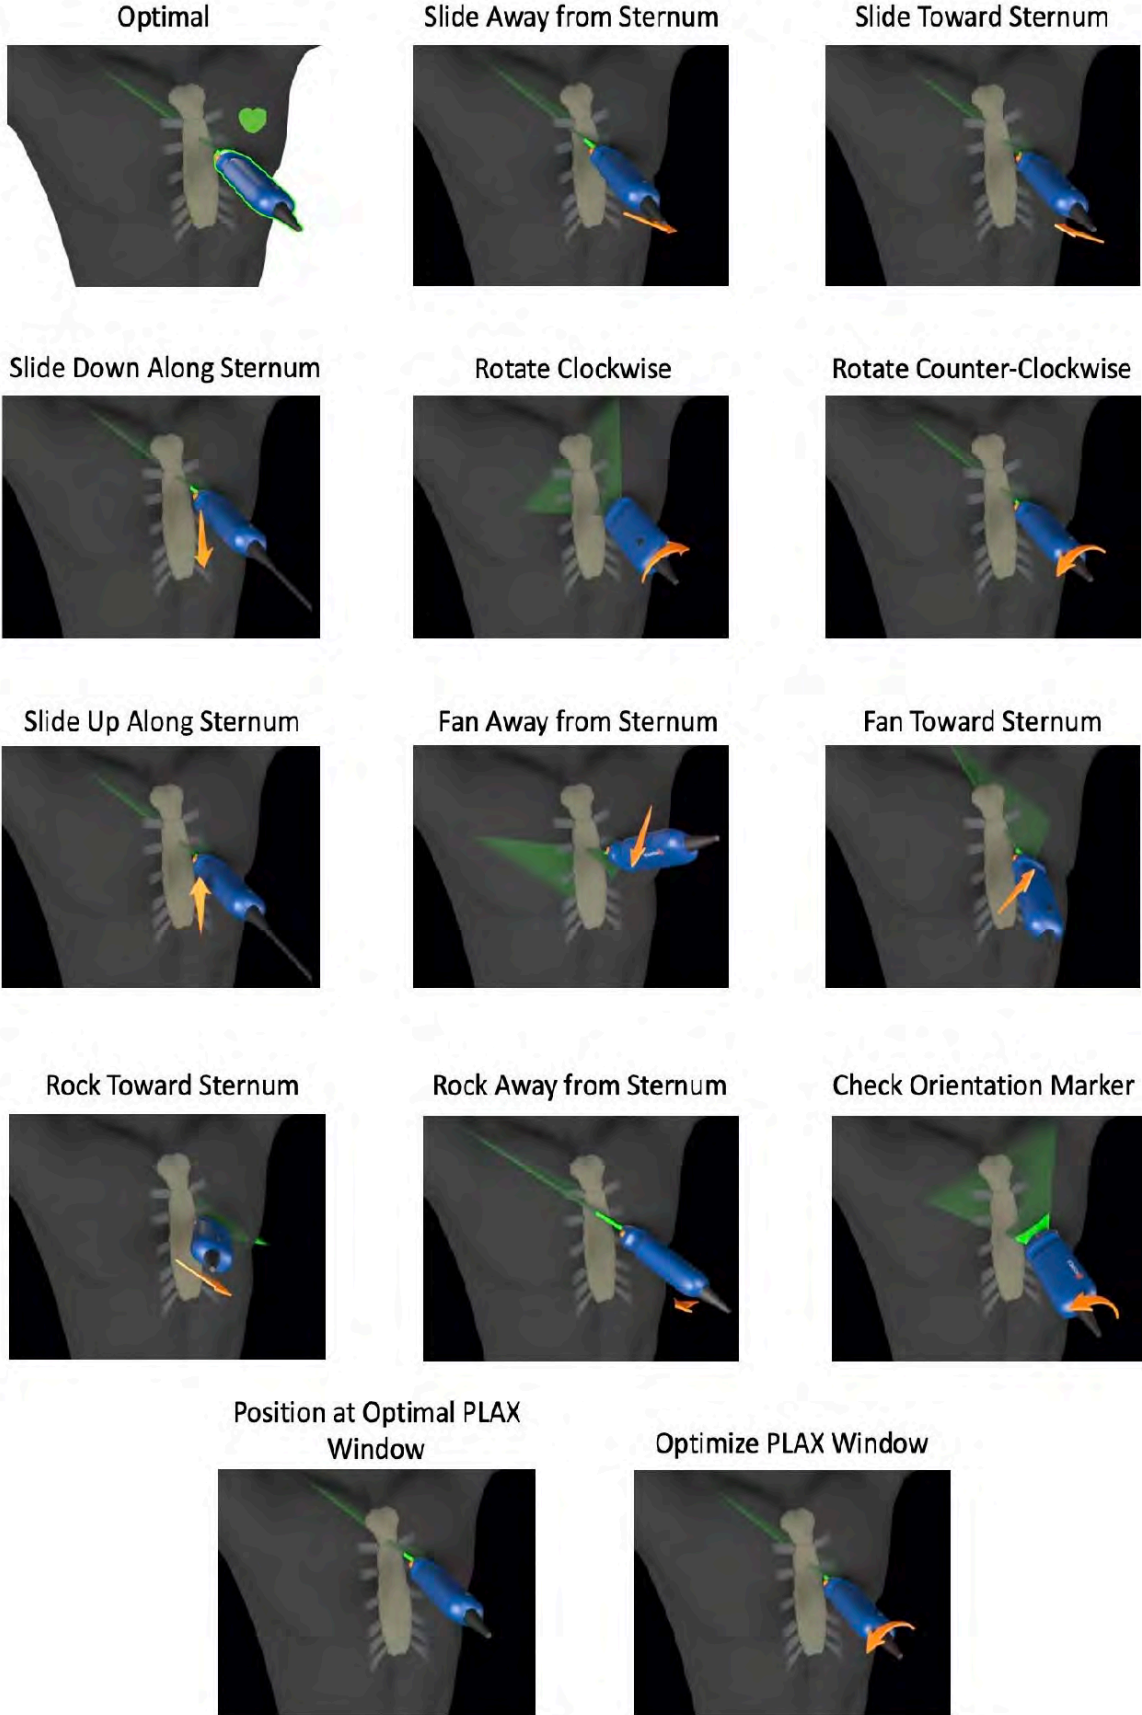 Optimal
Slide Away from Sternum
Slide Toward Sternum
Slide Down Along Sternum
Rotate Clockwise
Rotate Counter-Clockwise
Slide Up Along Sternum
Fan Away from Sternum
Fan Toward Sternum
Rock Toward Sternum
Rock Away from Sternum
Check Orientation Marker
Position at Optimal PLAX
Window
Optimize PLAX Window